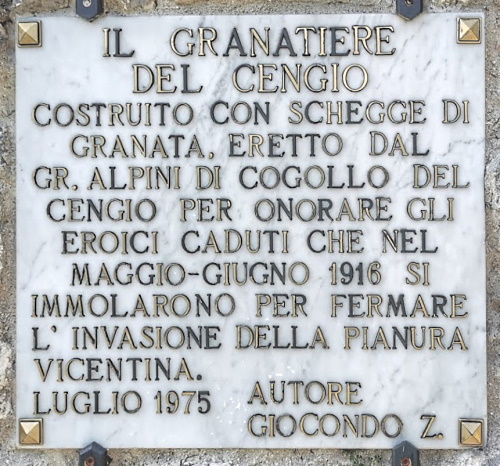 IL GRANATIERE
DEL CENGIO
COSTRUITO CON SCHEGGE DI
GRANATA, ERETTO DAL
GR. ALPINI DI COGOLLO DEL
CENGIO PER ONORARE GLI
EROICI CADUTI CHE NEL
MAGGIO-GIUGNO 1916 SI
IMMOLARONO PER FERMARE
L' INVASIONE DELLA PIANURA
VICENTINA.
LUGLIO 1975 AUTORE
GIOCONDO Z.